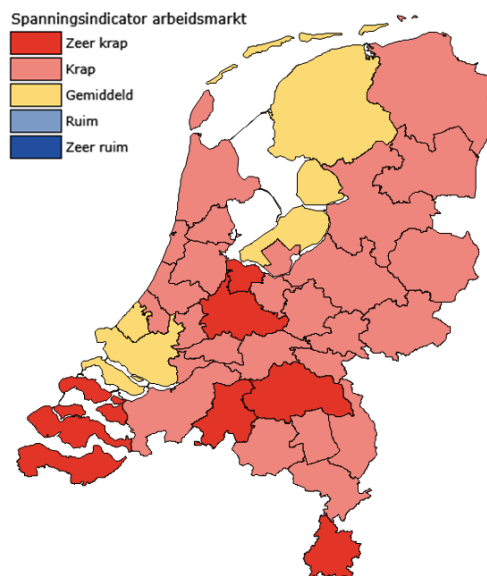 Spanningsindicator arbeidsmarkt
Zeer krap
Krap
Gemiddeld
Ruim
Zeer ruim